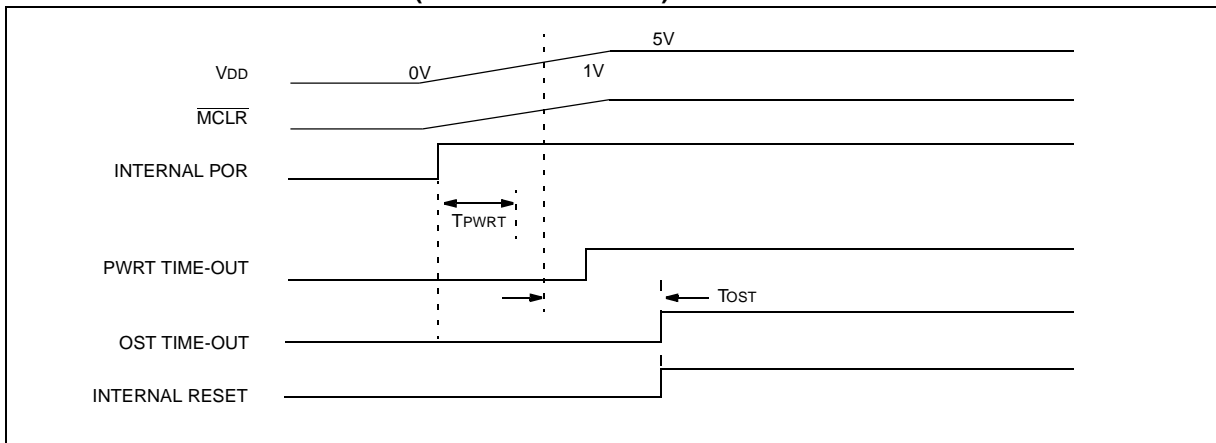 5V
VDD 0V 1V
MCLR
INTERNAL POR
TPWRT
PWRT TIME-OUT
TOST
OST TIME-OUT
INTERNAL RESET